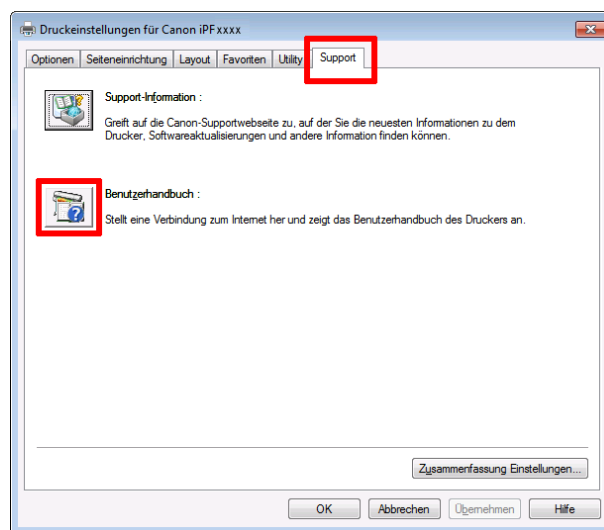 Druckeinstellungen für Canon iPFxxxx
Optionen Seiteneinrichtung Layout Favoriten Utility Support
Support-Information :
Greift auf die Canon-Supportwebseite zu, auf der Sie die neuesten Informationen zu dem
Drucker, Softwareaktualisierungen und andere Information finden können.
Benutzerhandbuch :
Stellt eine Verbindung zum Internet her und zeigt das Benutzerhandbuch des Druckers an.
Zusammenfassung Einstellungen...
OK Abbrechen Übernehmen Hilfe